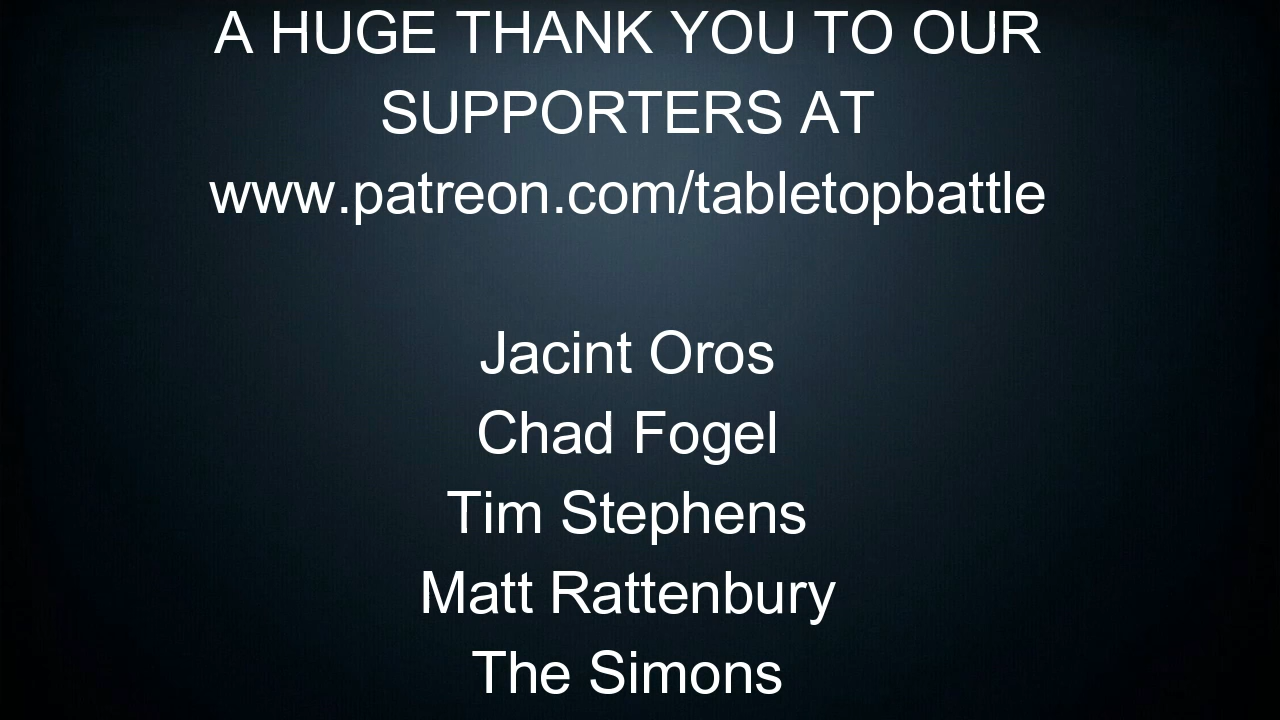 A HUGE THANK YOU TO OUR
SUPPORTERS AT
www.patreon.com/tabletopbattle
Jacint Oros
Chad Fogel
Tim Stephens
Matt Rattenbury
The Simons